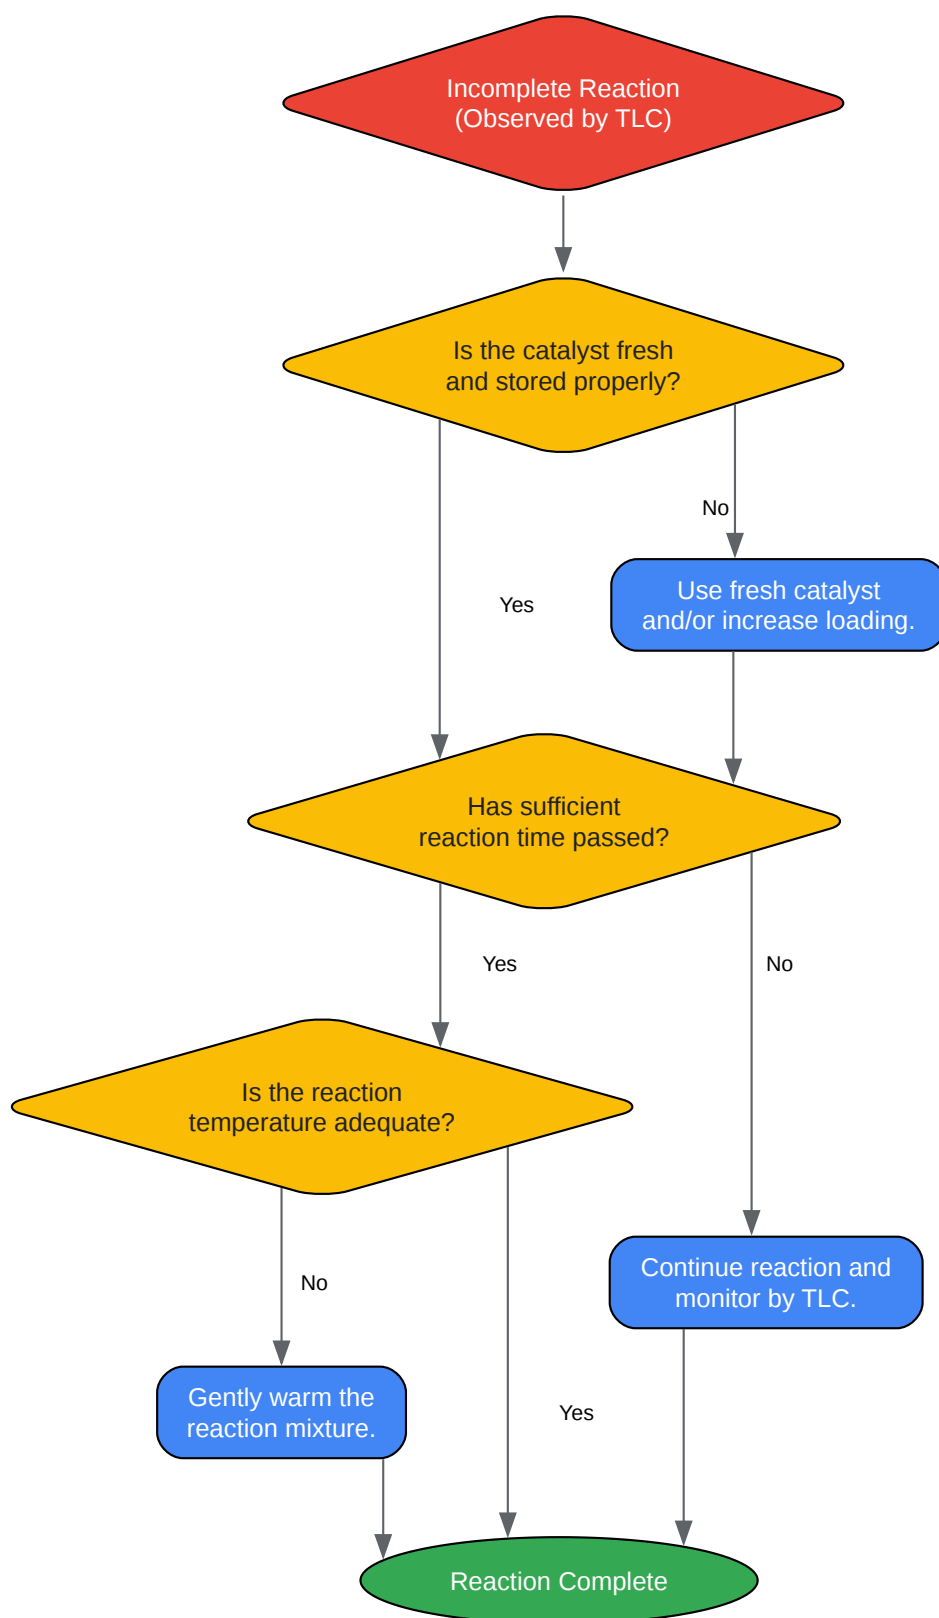 Incomplete Reaction
(Observed by TLC)
Is the catalyst fresh
and stored properly?
No
Use fresh catalyst
and/or increase loading.
Yes
Has sufficient
reaction time passed?
Yes
No
Is the reaction
temperature adequate?
Continue reaction and
monitor by TLC.
No
Gently warm the
reaction mixture.
Yes
Reaction Complete